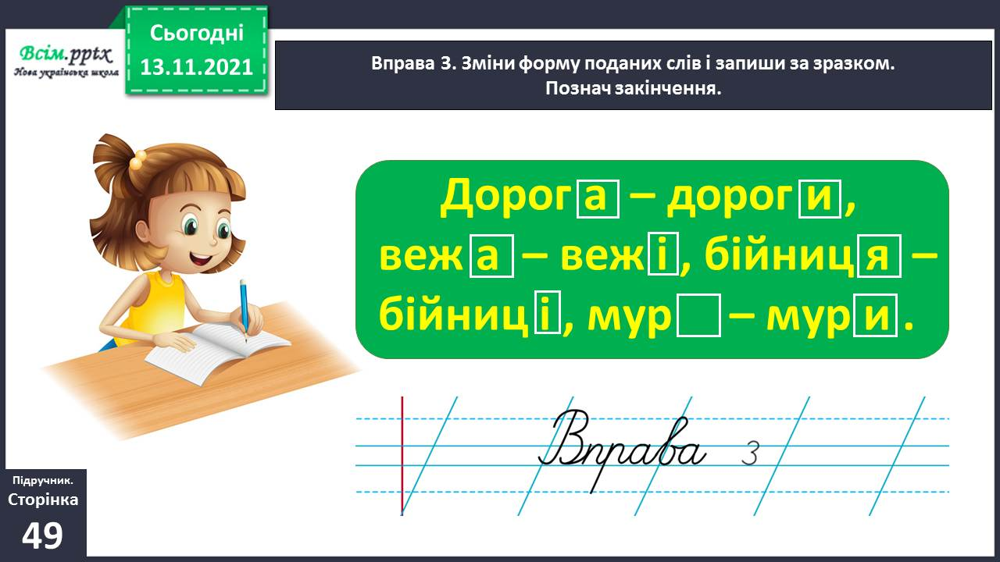 Всім.pptx
Нова українська школа
Сьогодні
13.11.2021
Вправа 3. Зміни форму поданих слів і запиши за зразком.
Познач закінчення.
Дорога – дороги,
вежа – вежі, бійниця –
бійниці, мур – мури.
Вправа 3
Підручник.
Сторінка
49